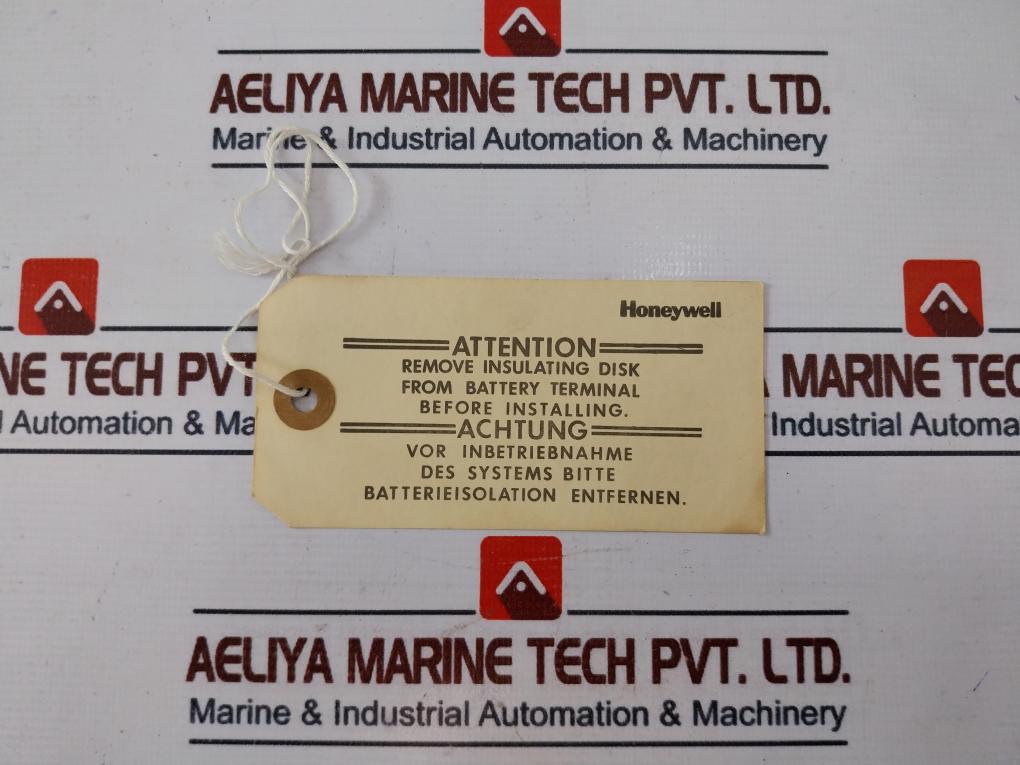 AELIYA MARINE TECH PVT. LTD.
Marine & Industrial Automation & Machinery
Honeywell
ATTENTION
REMOVE INSULATING DISK
FROM BATTERY TERMINAL
BEFORE INSTALLING.
ACHTUNG
VOR INBETRIEBNAHME
DES SYSTEMS BITTE
BATTERIEISOLATION ENTFERNEN.
NE TECH PVT
Automation & Ma
MARINE TEC
Industrial Automa
AELIYA MARINE TECH PVT. LTD.
Marine & Industrial Automation & Machinery